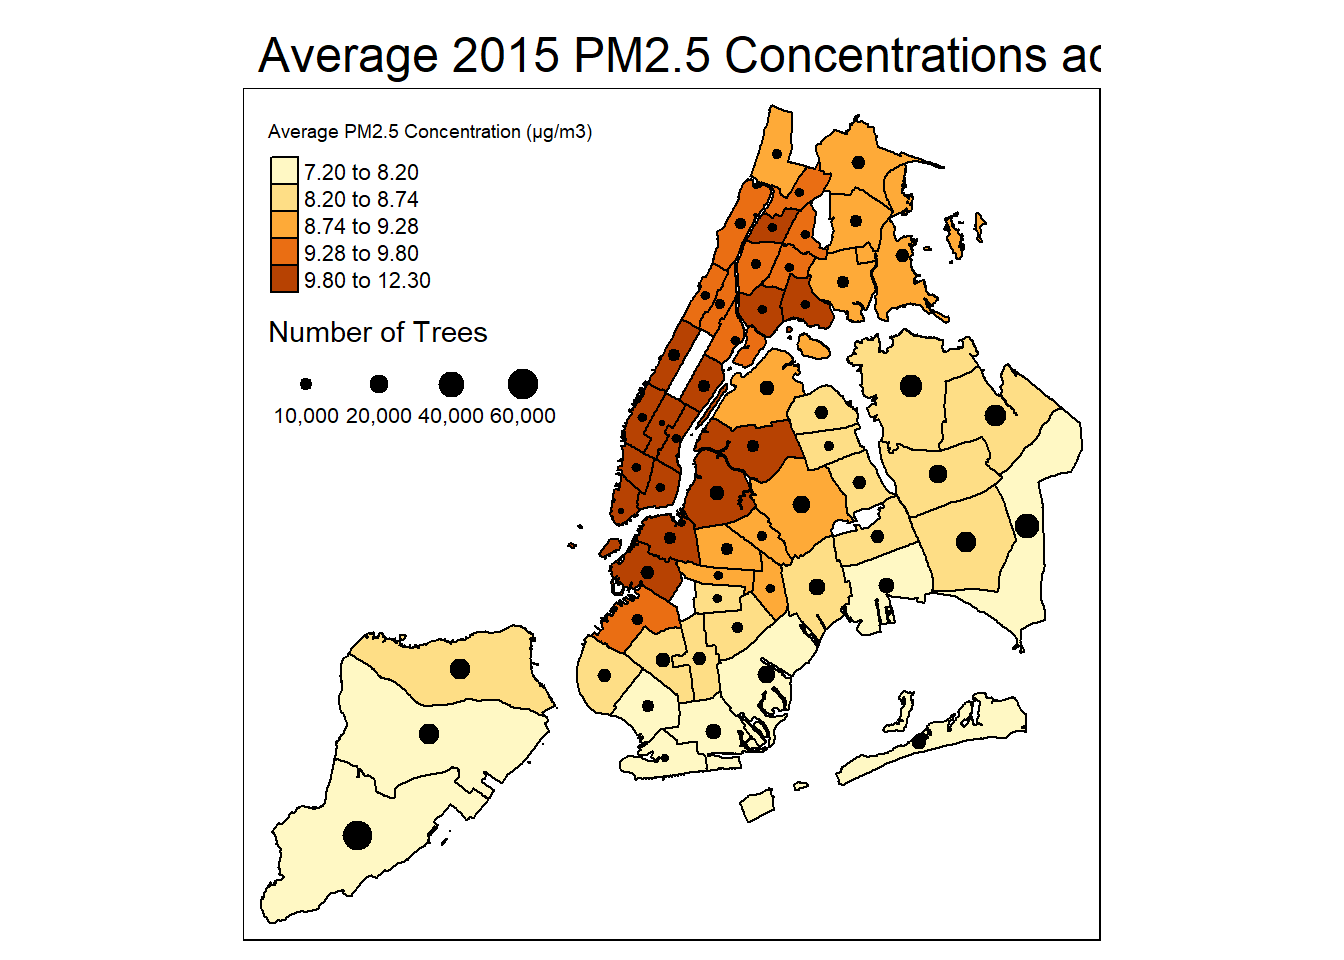 Average 2015 PM2.5 Concentrations
Average PM2.5 Concentration (µg/m3)
7.20 to 8.20
8.20 to 8.74
8.74 to 9.28
9.28 to 9.80
9.80 to 12.30
Number of Trees
10,000 20,000 40,000 60,000